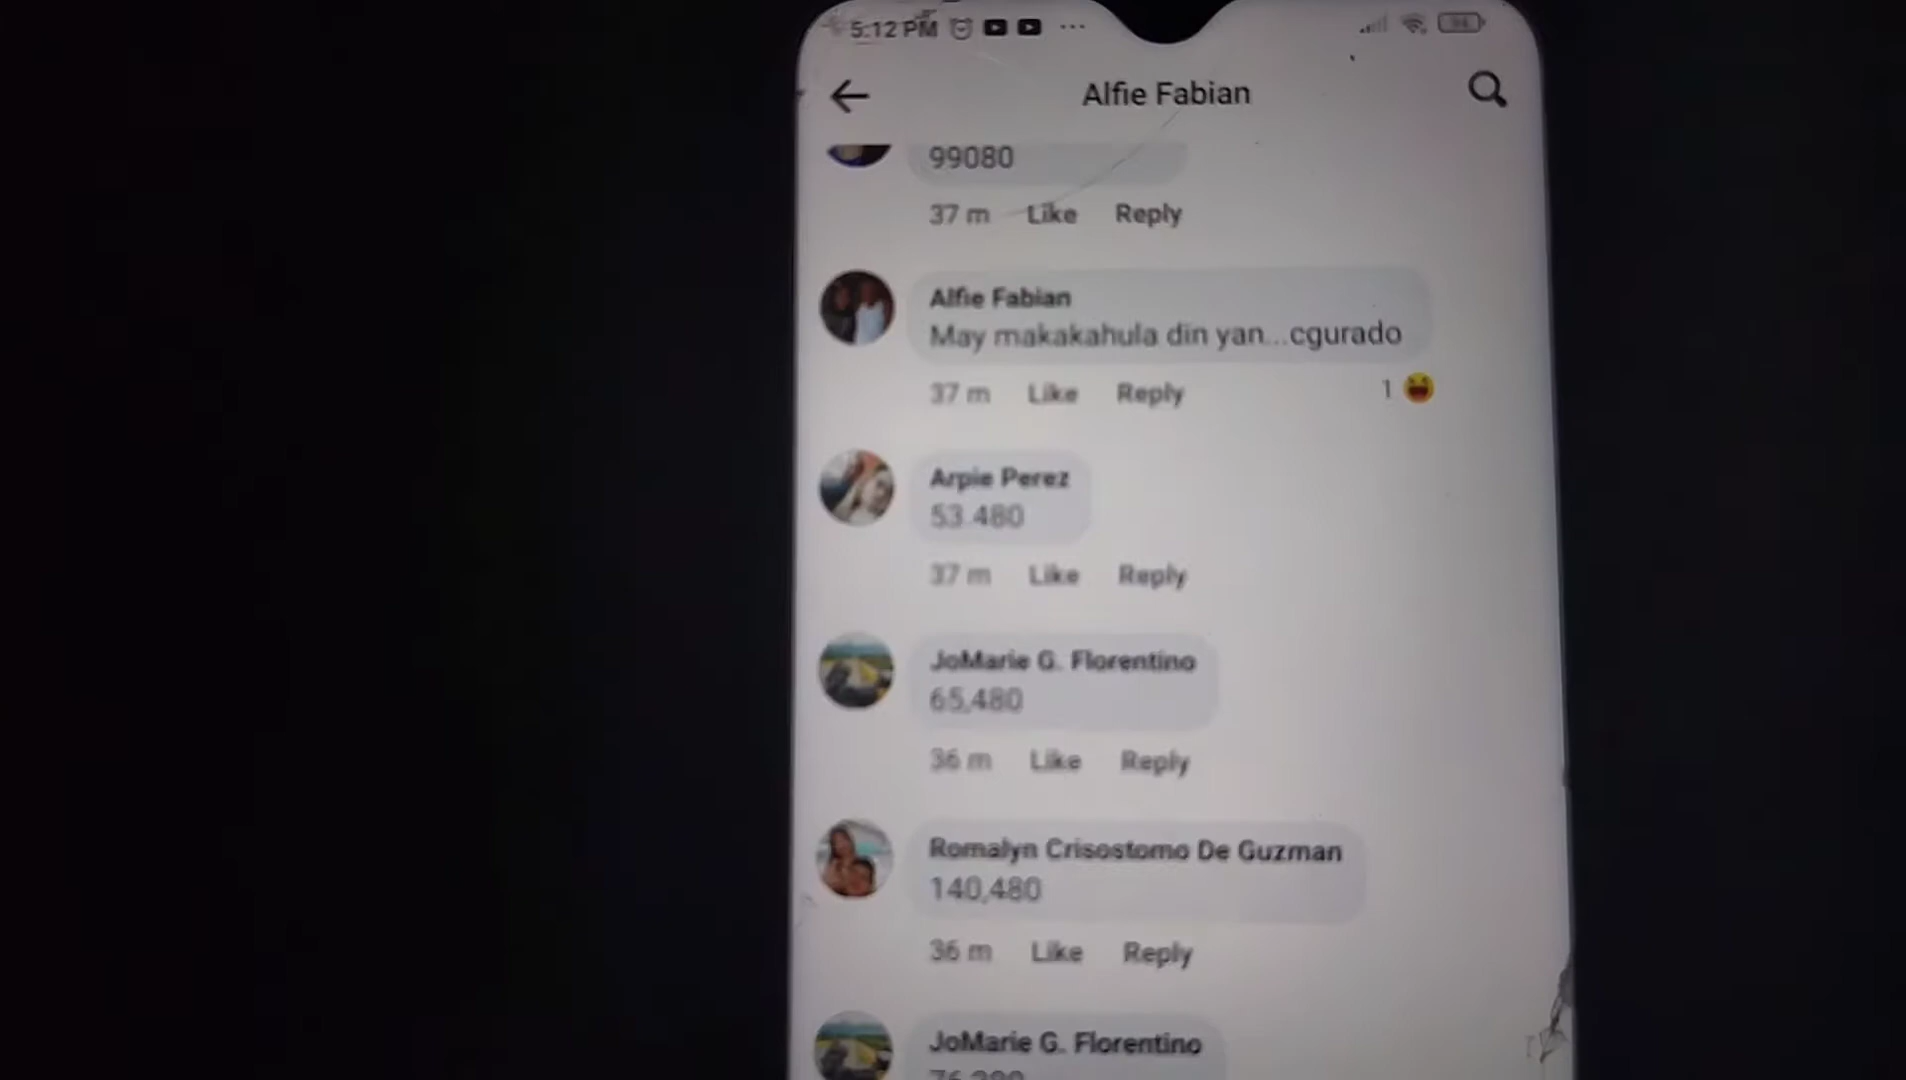 5:12 PM
Alfie Fabian
99080
37 m Like Reply
Alfie Fabian
May makakahula din yan...cgurado
37 m Like Reply 1
Arpie Perez
53.480
37 m Like Reply
JoMarie G. Florentino
65,480
36 m Like Reply
Romalyn Crisostomo De Guzman
140,480
36 m Like Reply
JoMarie G. Florentino